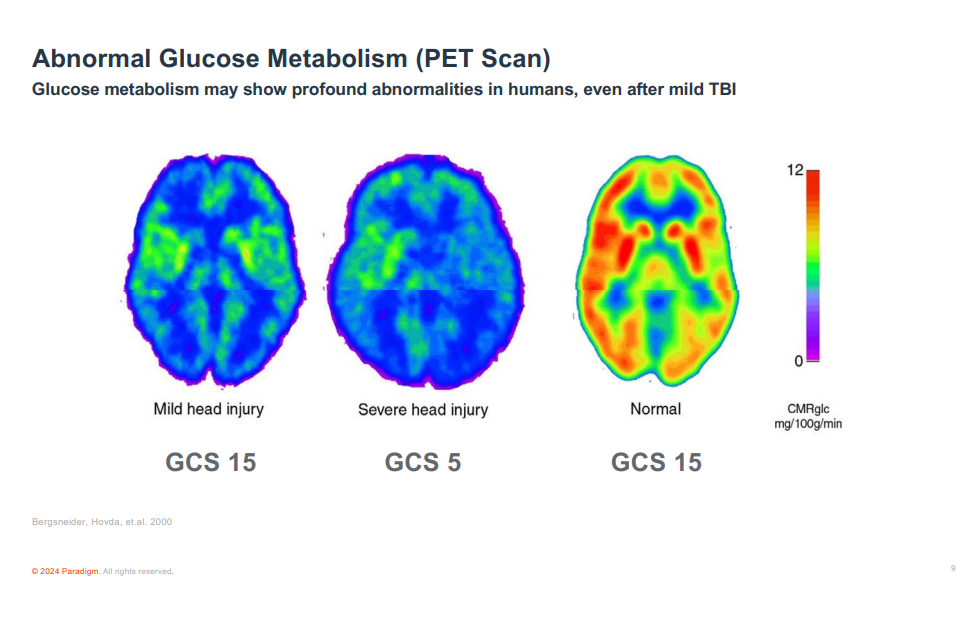 Abnormal Glucose Metabolism (PET Scan)
Glucose metabolism may show profound abnormalities in humans, even after mild TBI
12
0
Mild head injury
Severe head injury
Normal
CMRglc
mg/100g/min
GCS 15
GCS 5
GCS 15
Bergsneider, Hovda, et.al. 2000
© 2024 Paradigm. All rights reserved.
9